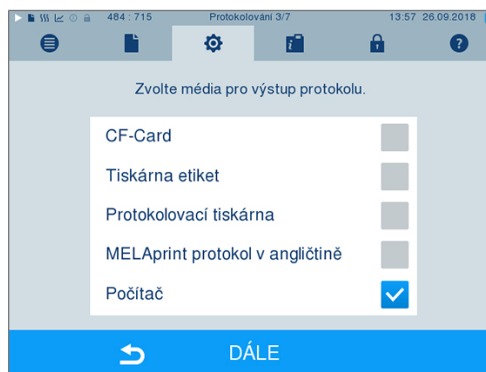 484 : 715 Protokolování 3/7 13:57 26.09.2018
Zvolte média pro výstup protokolu.
CF-Card
Tiskárna etiket
Protokolovací tiskárna
MELAprint protokol v angličtině
Počítač
DÁLE